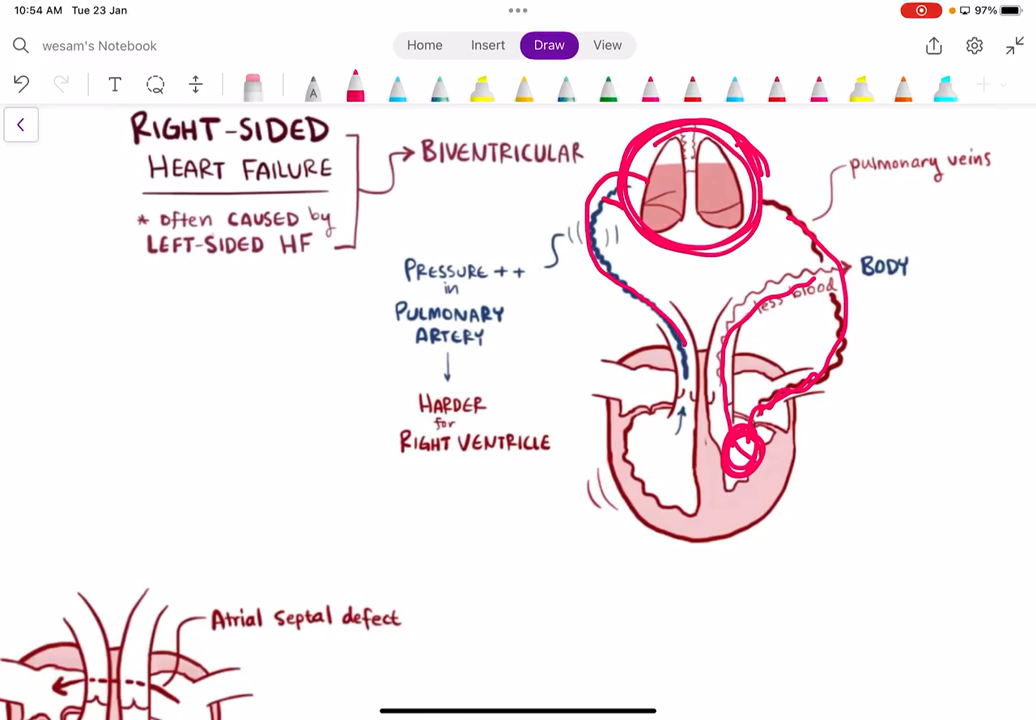 10:54 AM Tue 23 Jan
97%
wesam's Notebook
Home Insert Draw View
T
A
RIGHT-SIDED
HEART FAILURE
* Often CAUSED by
LEFT-SIDED HF
BIVENTRICULAR
pulmonary veins
BODY
less blood
PRESSURE ++
in
PULMONARY
ARTERY
HARDER
for
RIGHT VENTRICLE
Atrial Septal defect